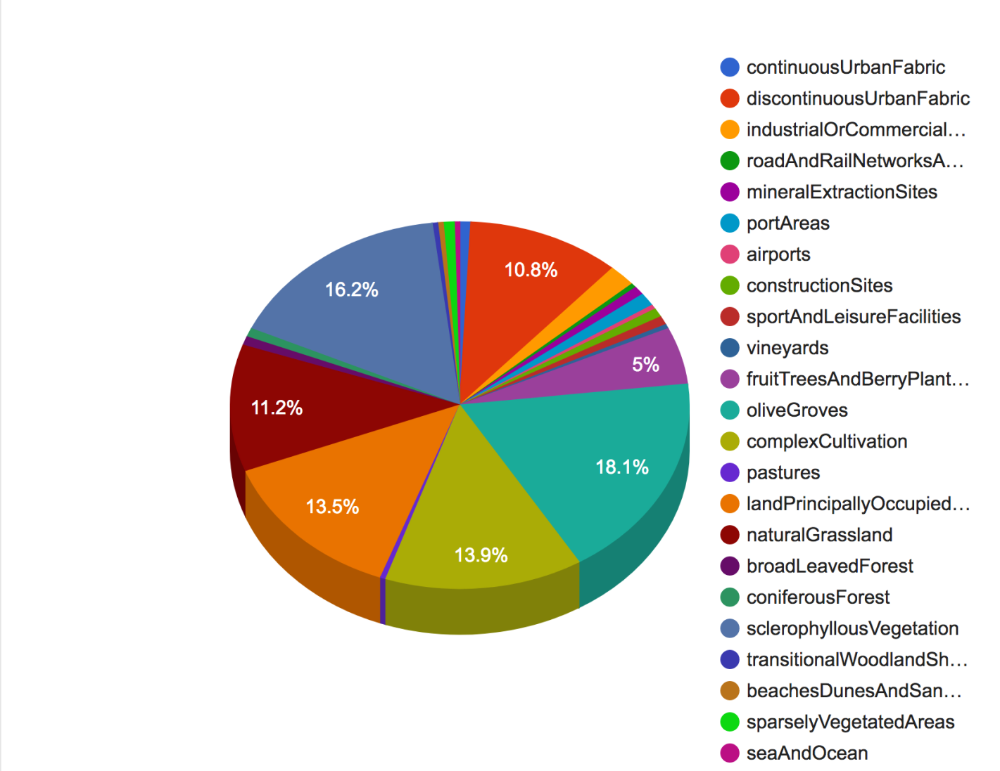 continuousUrbanFabric
discontinuousUrbanFabric
industrialOrCommercial…
roadAndRailNetworksA…
mineralExtractionSites
portAreas
airports
constructionSites
sportAndLeisureFacilities
vineyards
fruitTreesAndBerryPlant…
oliveGroves
complexCultivation
pastures
landPrincipallyOccupied…
naturalGrassland
broadLeavedForest
coniferousForest
sclerophyllousVegetation
transitionalWoodlandSh…
beachesDunesAndSan…
sparselyVegetatedAreas
seaAndOcean
10.8%
16.2%
5%
11.2%
18.1%
13.5%
13.9%